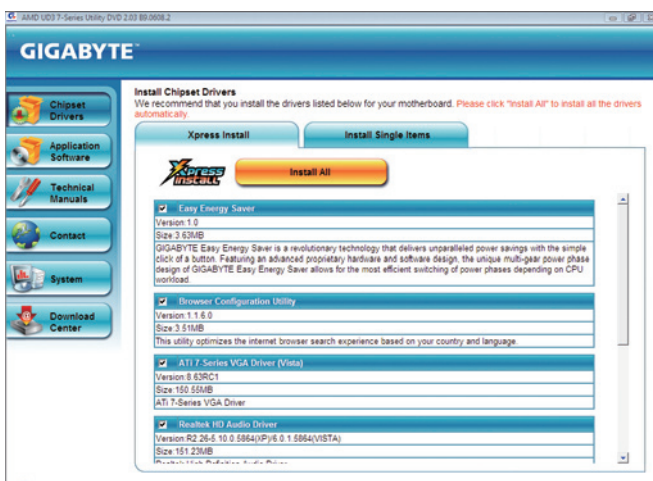 AMD UD3 7-Series Utility DVD 2.03 B9.0608.2
GIGABYTE™
Chipset
Drivers
Application
Software
Technical
Manuals
Contact
System
Download
Center
Install Chipset Drivers
We recommend that you install the drivers listed below for your motherboard. Please click "Install All" to install all the drivers
automatically.
Xpress Install
Install Single Items
Xpress
INSTALL
Install All
Easy Energy Saver
Version:1.0
Size:3.63MB
GIGABYTE Easy Energy Saver is a revolutionary technology that delivers unparalleled power savings with the simple
click of a button. Featuring an advanced proprietary hardware and software design, the unique multi-gear power phase
design of GIGABYTE Easy Energy Saver allows for the most efficient switching of power phases depending on CPU
workload.
Browser Configuration Utility
Version:1.1.6.0
Size:3.51MB
This utility optimizes the internet browser search experience based on your country and language.
ATi 7-Series VGA Driver (Vista)
Version:8.63RC1
Size:150.55MB
ATi 7-Series VGA Driver
Realtek HD Audio Driver
Version:R2.26-5.10.0.5864(XP)/6.0.1.5864(VISTA)
Size:151.23MB
Realtek High Definition Audio Driver